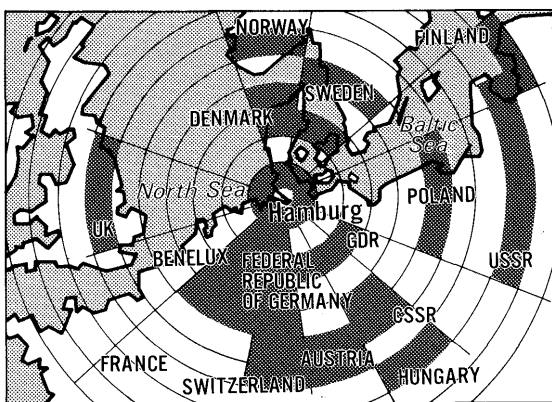 NORWAY
FINLAND
SWEDEN
DENMARK
Baltic
Sea
North Sea
Hamburg
POLAND
UK
GDR
BENELUX
FEDERAL
REPUBLIC
OF GERMANY
USSR
CSSR
FRANCE
AUSTRIA
SWITZERLAND
HUNGARY